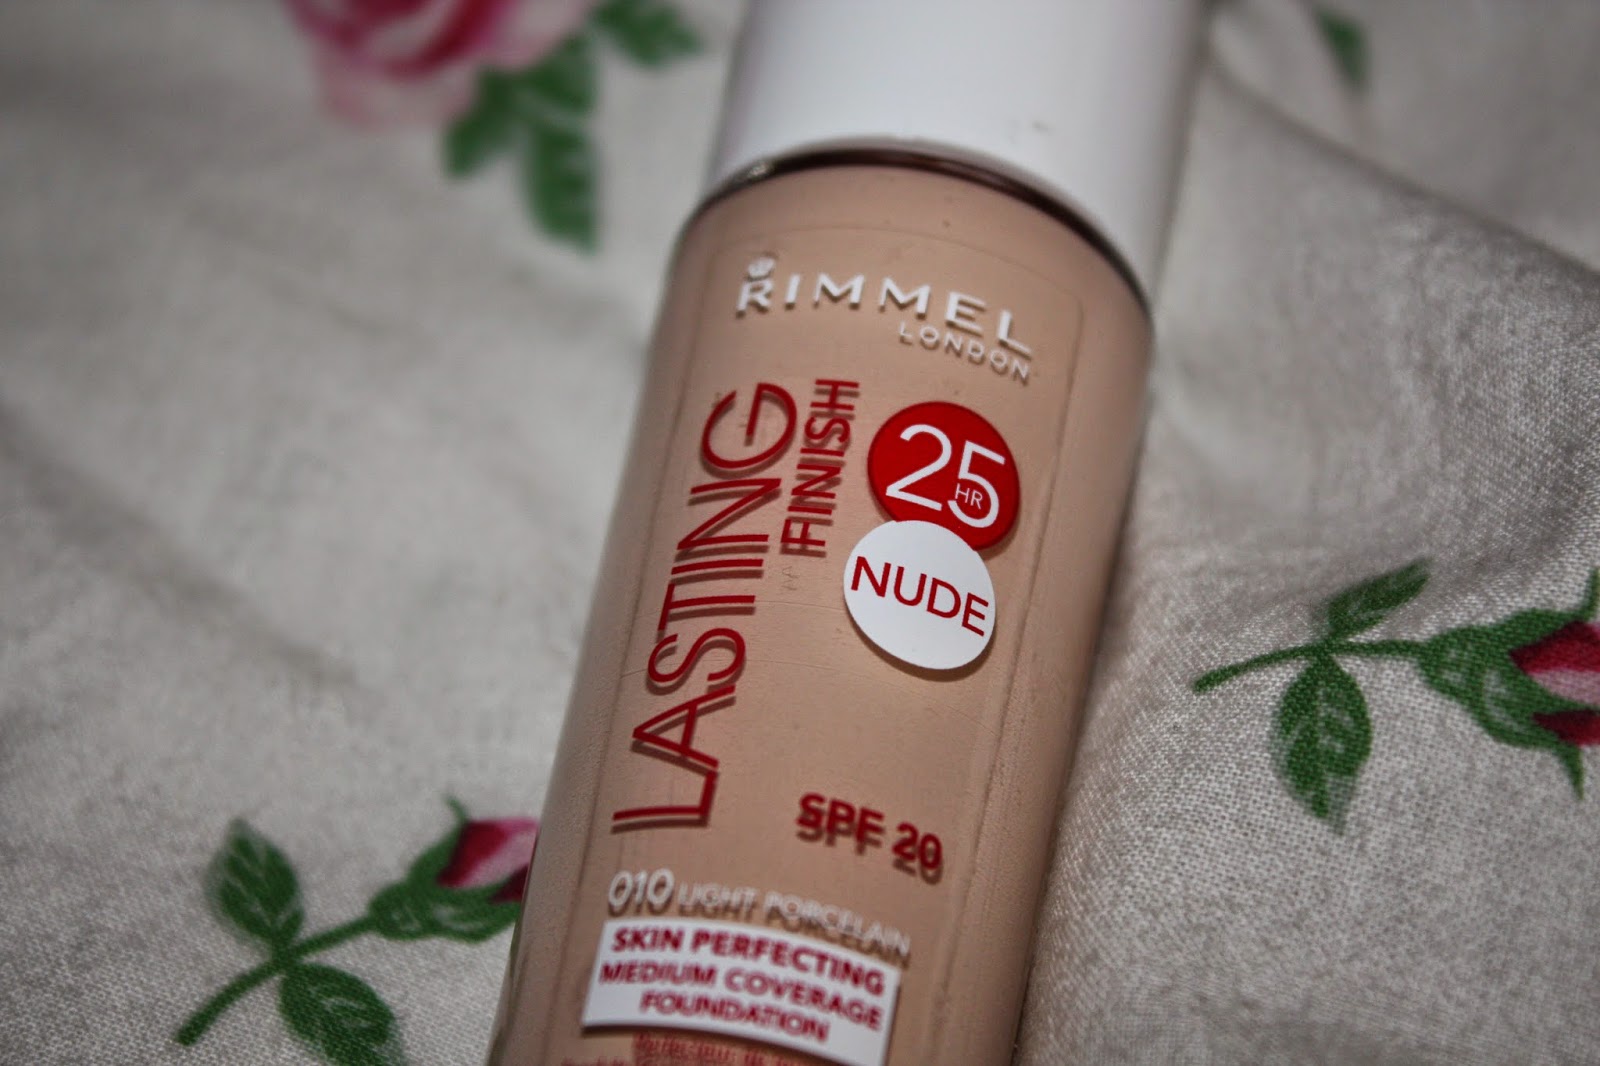 RIMMEL
LONDON
LASTING
FINISH
25
HR
NUDE
SPF 20
010 LIGHT PORCELAIN
SKIN PERFECTING
MEDIUM COVERAGE
FOUNDATION